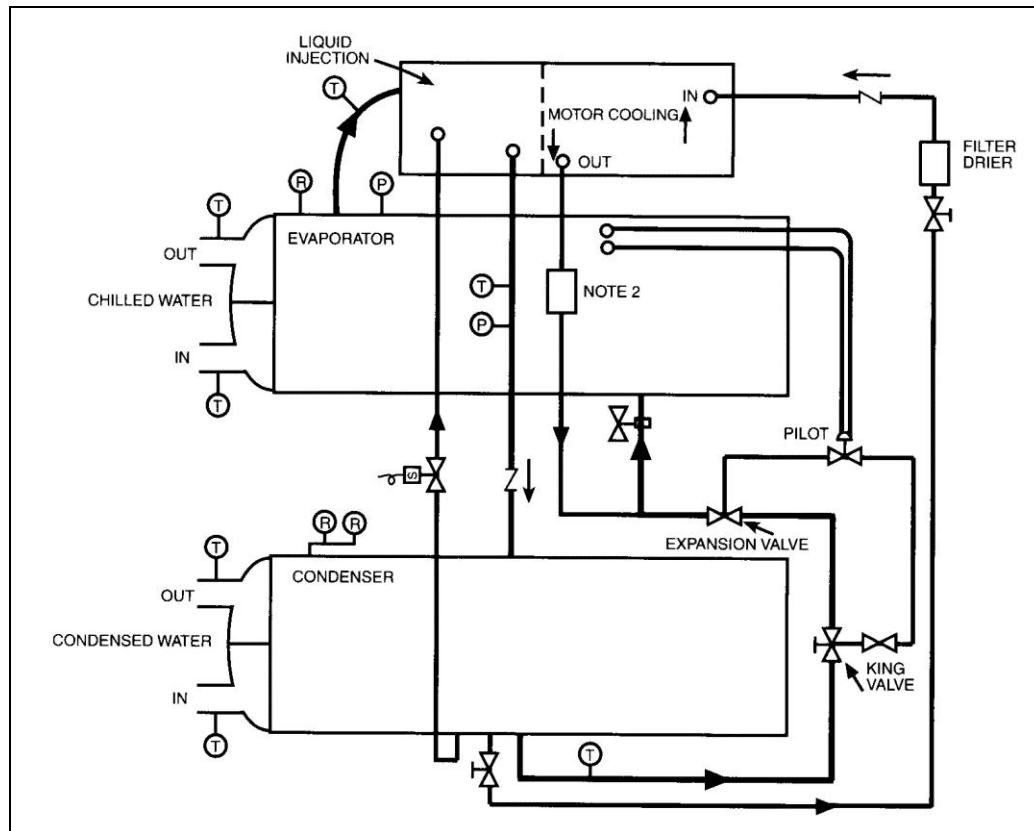 LIQUID
INJECTION
T
IN
MOTOR COOLING
OUT
FILTER
DRIER
R
P
T
EVAPORATOR
OUT
CHILLED WATER
IN
T
T
P
NOTE 2
PILOT
S
EXPANSION VALVE
R
R
T
CONDENSER
OUT
CONDENSED WATER
IN
T
KING
VALVE
T